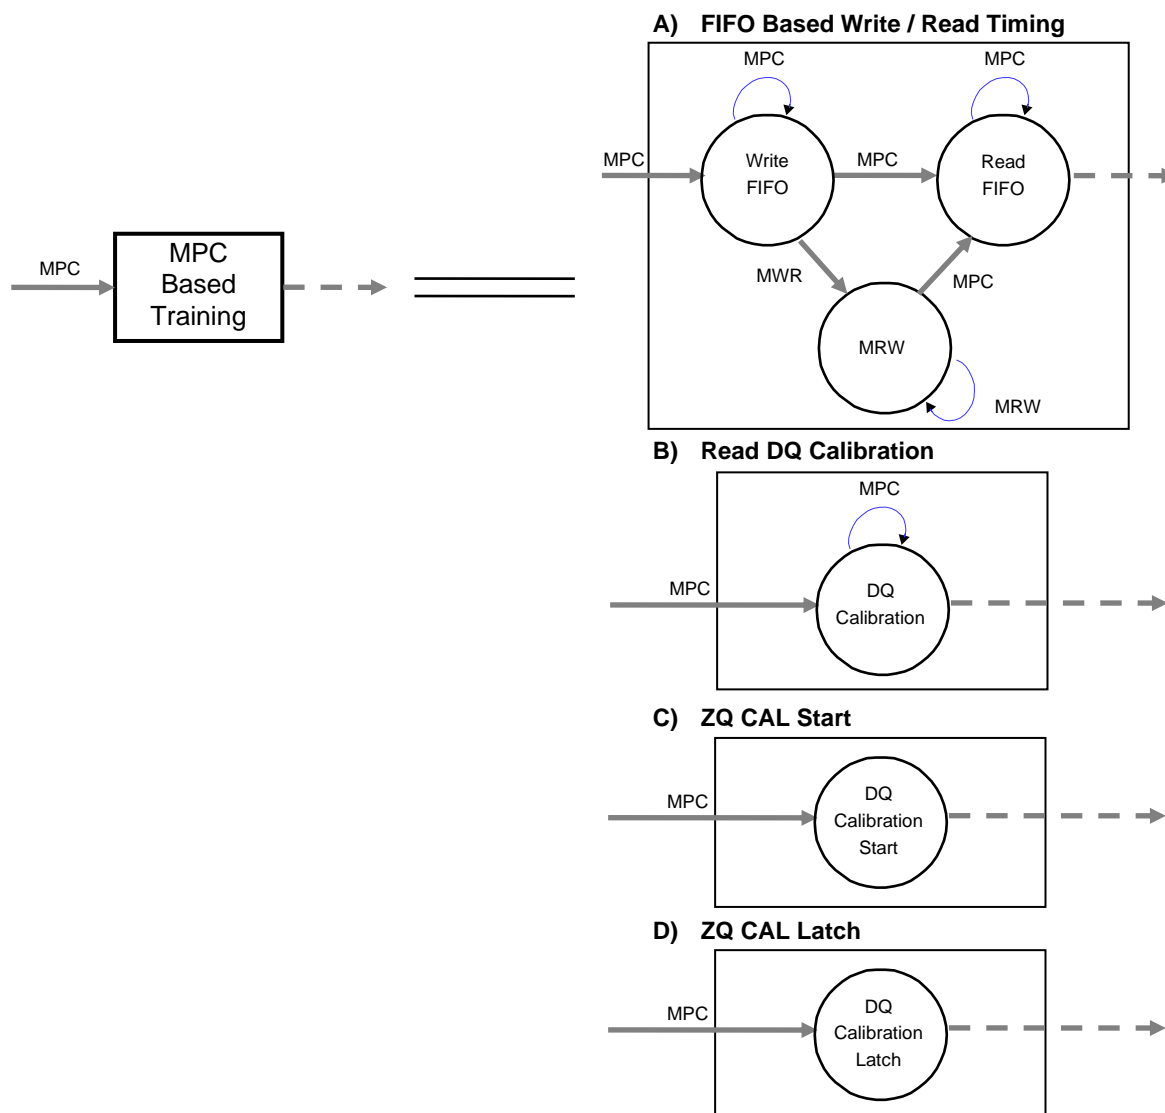 MPC
MPC
Based
Training
A) FIFO Based Write / Read Timing
MPC
MPC
MPC
Write
FIFO
MPC
Read
FIFO
MWR
MPC
MRW
MRW
B) Read DQ Calibration
MPC
MPC
DQ
Calibration
C) ZQ CAL Start
MPC
DQ
Calibration
Start
D) ZQ CAL Latch
MPC
DQ
Calibration
Latch